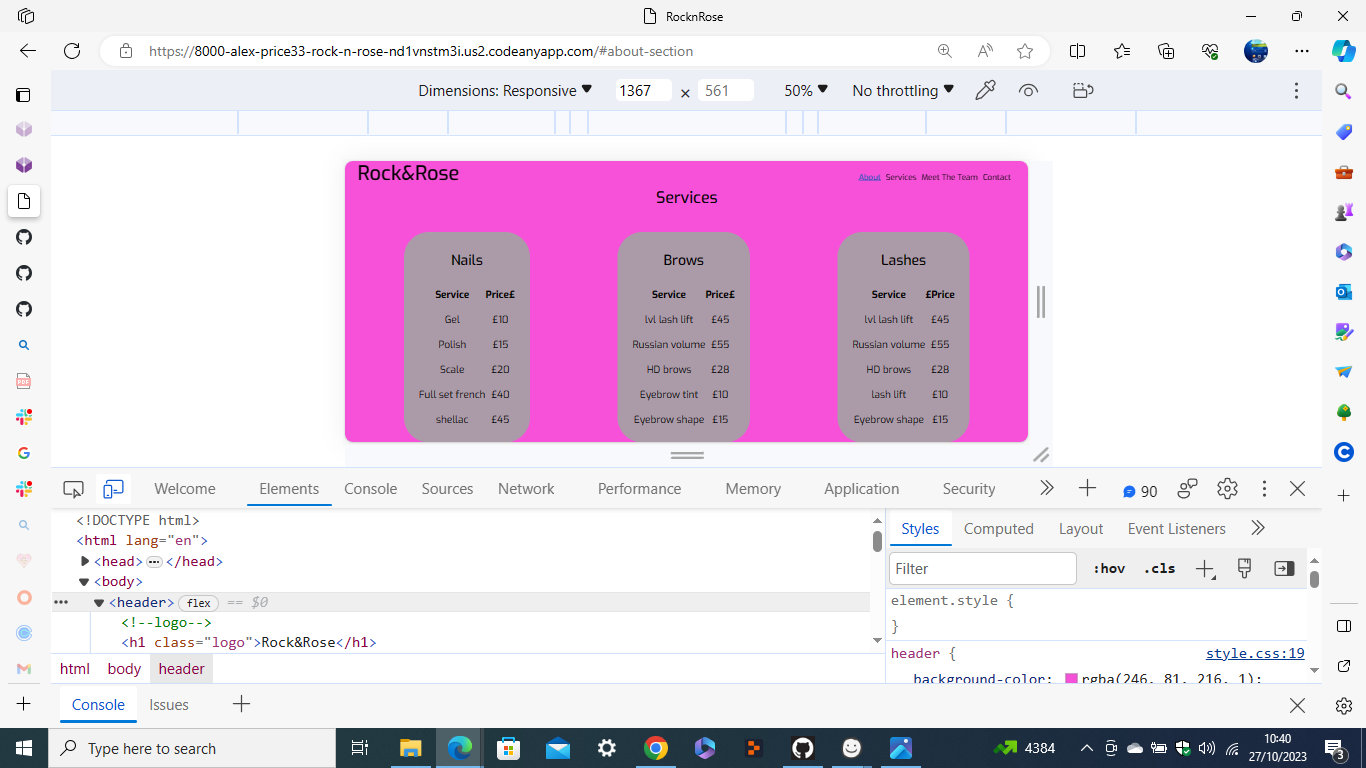 RocknRose
https://8000-alex-price33-rock-n-rose-nd1vnstm3i.us2.codeanyapp.com/#about-section
Dimensions: Responsive ▼ 1367 × 561 50% ▼ No throttling ▼
Rock&Rose
About Services Meet The Team Contact
Services
Nails
Service Price£
Gel £10
Polish £15
Scale £20
Full set french £40
shellac £45
Brows
Service Price£
lvl lash lift £45
Russian volume £55
HD brows £28
Eyebrow tint £10
Eyebrow shape £15
Lashes
Service £Price
lvl lash lift £45
Russian volume £55
HD brows £28
lash lift £10
Eyebrow shape £15
Welcome Elements Console Sources Network Performance Memory Application Security 90
<!DOCTYPE html>
<html lang="en">
<head> ••• </head>
<body>
••• <header> flex == $0
<!--logo-->
<h1 class="logo">Rock&Rose</h1>
html body header
Styles Computed Layout Event Listeners
Filter :hov .cls
element.style {
}
header { style.css:19
background-color: rgba(246, 81, 216, 1);
Console Issues
Type here to search
4384
10:40
27/10/2023
3